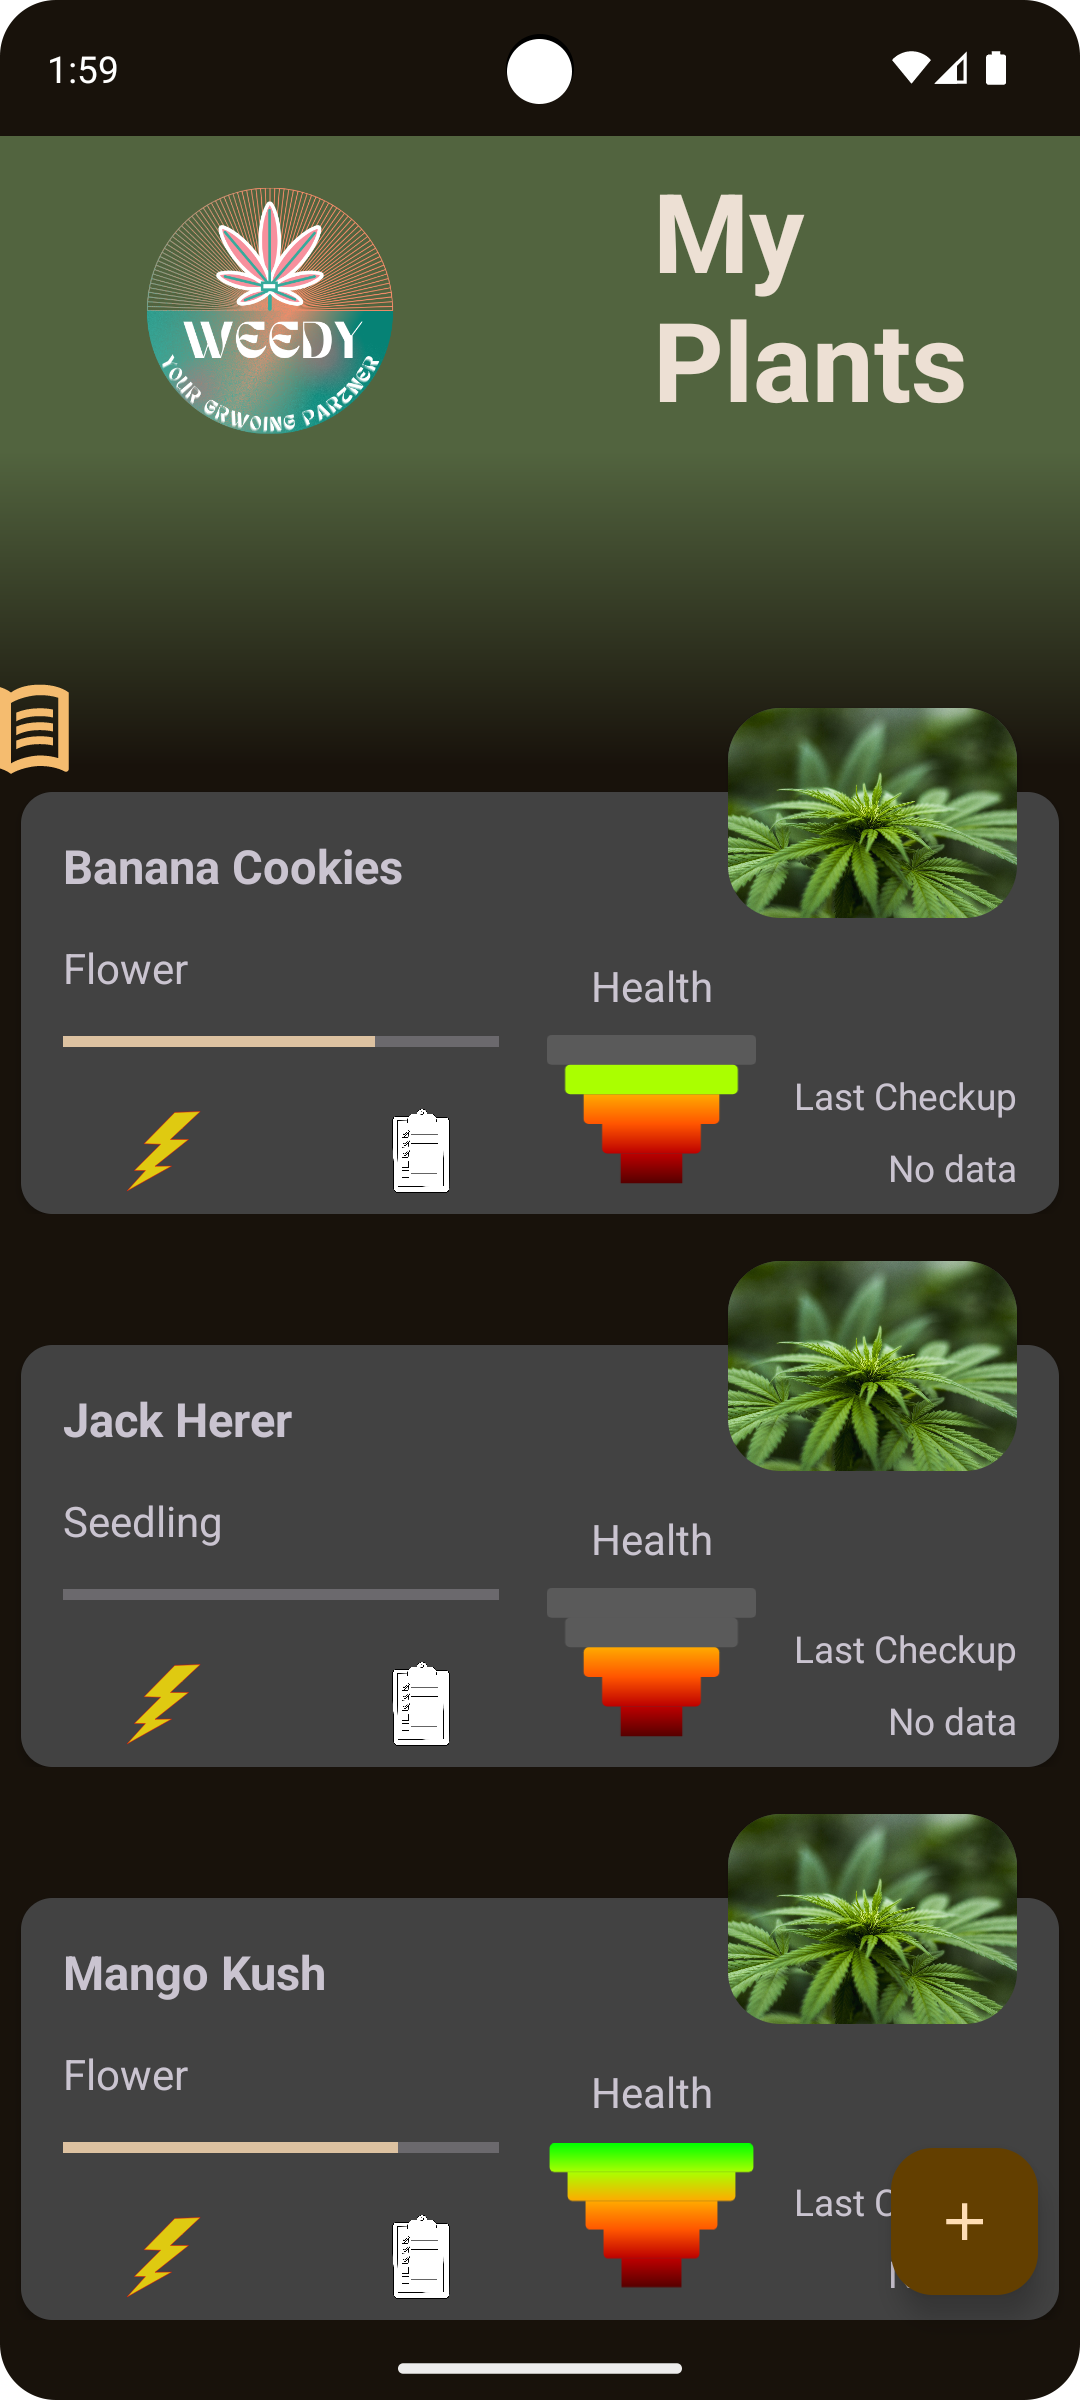 1:59
WEEDY
YOUR GRWOING PARTNER
My
Plants
Banana Cookies
Flower
Health
Last Checkup
No data
Jack Herer
Seedling
Health
Last Checkup
No data
Mango Kush
Flower
Health
Last
+